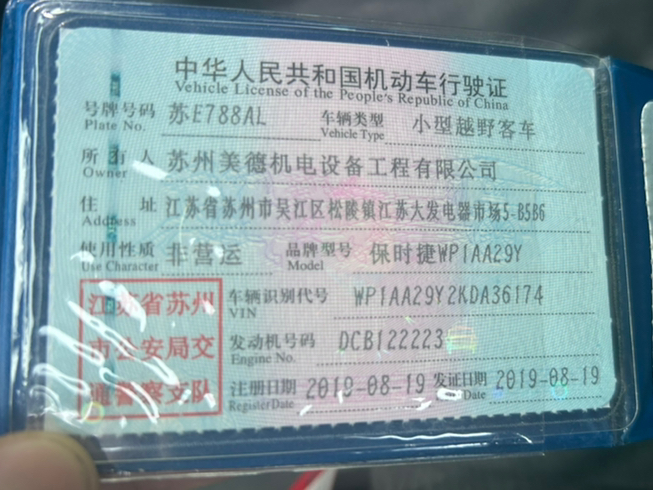 中华人民共和国机动车行驶证
Vehicle License of the People's Republic of China
号牌号码 苏E788AL 车辆类型 小型越野客车
Plate No. Vehicle Type
所有人 苏州美德机电设备工程有限公司
Owner
住址 江苏省苏州市吴江区松陵镇江苏大发电器市场5-B5B6
Address
使用性质 非营运 品牌型号 保时捷WP1AA29Y
Use Character Model
江苏省苏州
市公安局交
通警察支队
车辆识别代号 WP1AA29Y2KDA36174
VIN
发动机号码 DCB122223
Engine No.
注册日期 2019-08-19 发证日期 2019-08-19
Register Date Issue Date